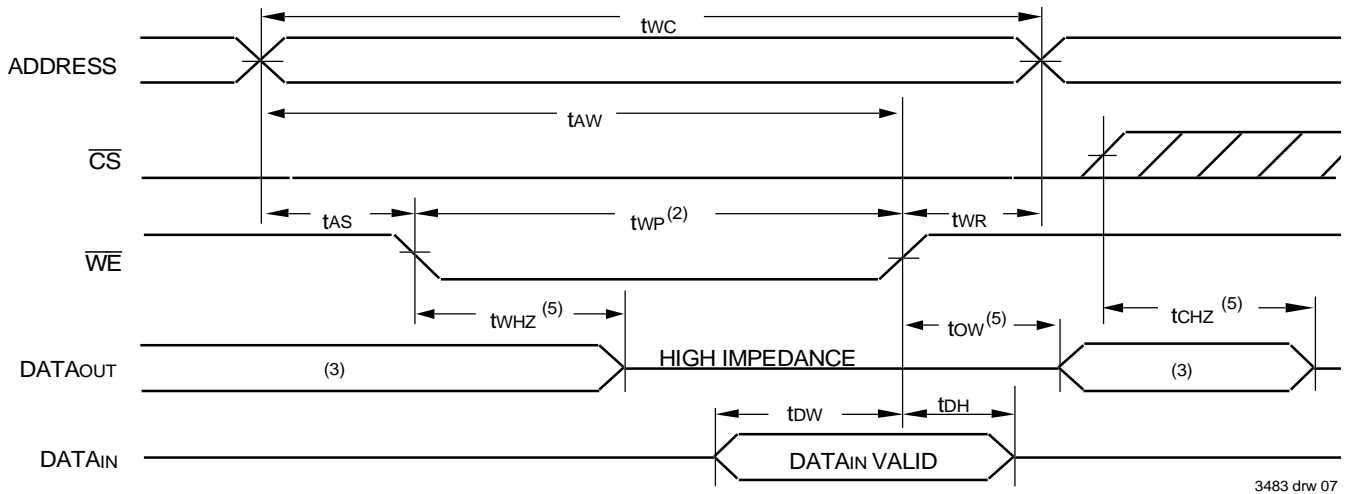 tWC
ADDRESS
tAW
CS
tAS
tWP(2)
tWR
WE
tWHZ (5)
tOW(5)
tCHZ (5)
DATAOUT
(3)
HIGH IMPEDANCE
(3)
tDW
tDH
DATAIN
DATAIN VALID
3483 drw 07